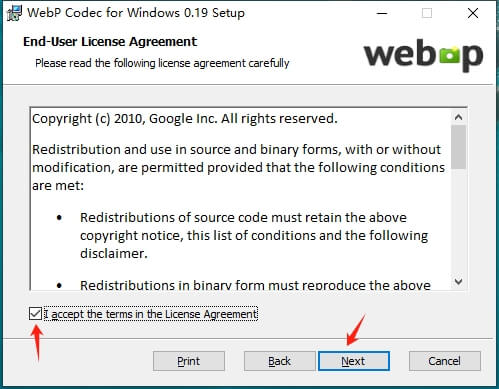 WebP Codec for Windows 0.19 Setup
End-User License Agreement
Please read the following license agreement carefully
webp
Copyright (c) 2010, Google Inc. All rights reserved.
Redistribution and use in source and binary forms, with or without
modification, are permitted provided that the following conditions
are met:
• Redistributions of source code must retain the above
copyright notice, this list of conditions and the following
disclaimer.
• Redistributions in binary form must reproduce the above
I accept the terms in the License Agreement
Print
Back
Next
Cancel